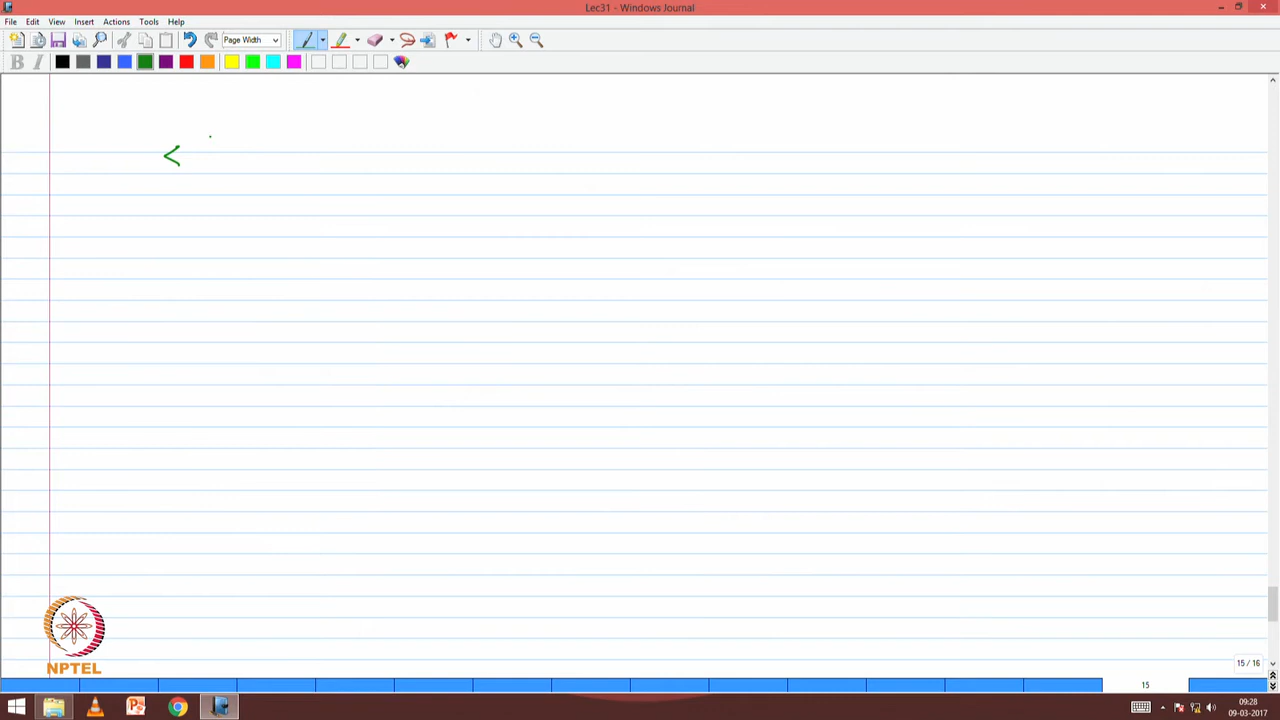 Lec31 - Windows Journal
File Edit View Insert Actions Tools Help
Page Width
B I
<
NPTEL
15 / 16
15
09:28
09-03-2017